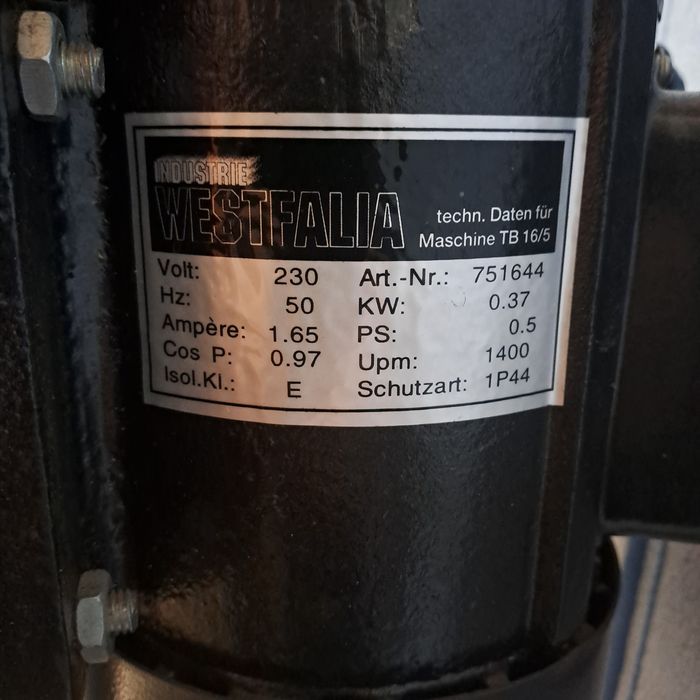 INDUSTRIE
WESTFALIA
techn. Daten für
Maschine TB 16/5
Volt: 230 Art.-Nr.: 751644
Hz: 50 KW: 0.37
Ampère: 1.65 PS: 0.5
Cos P: 0.97 Upm: 1400
Isol.Kl.: E Schutzart: 1P44